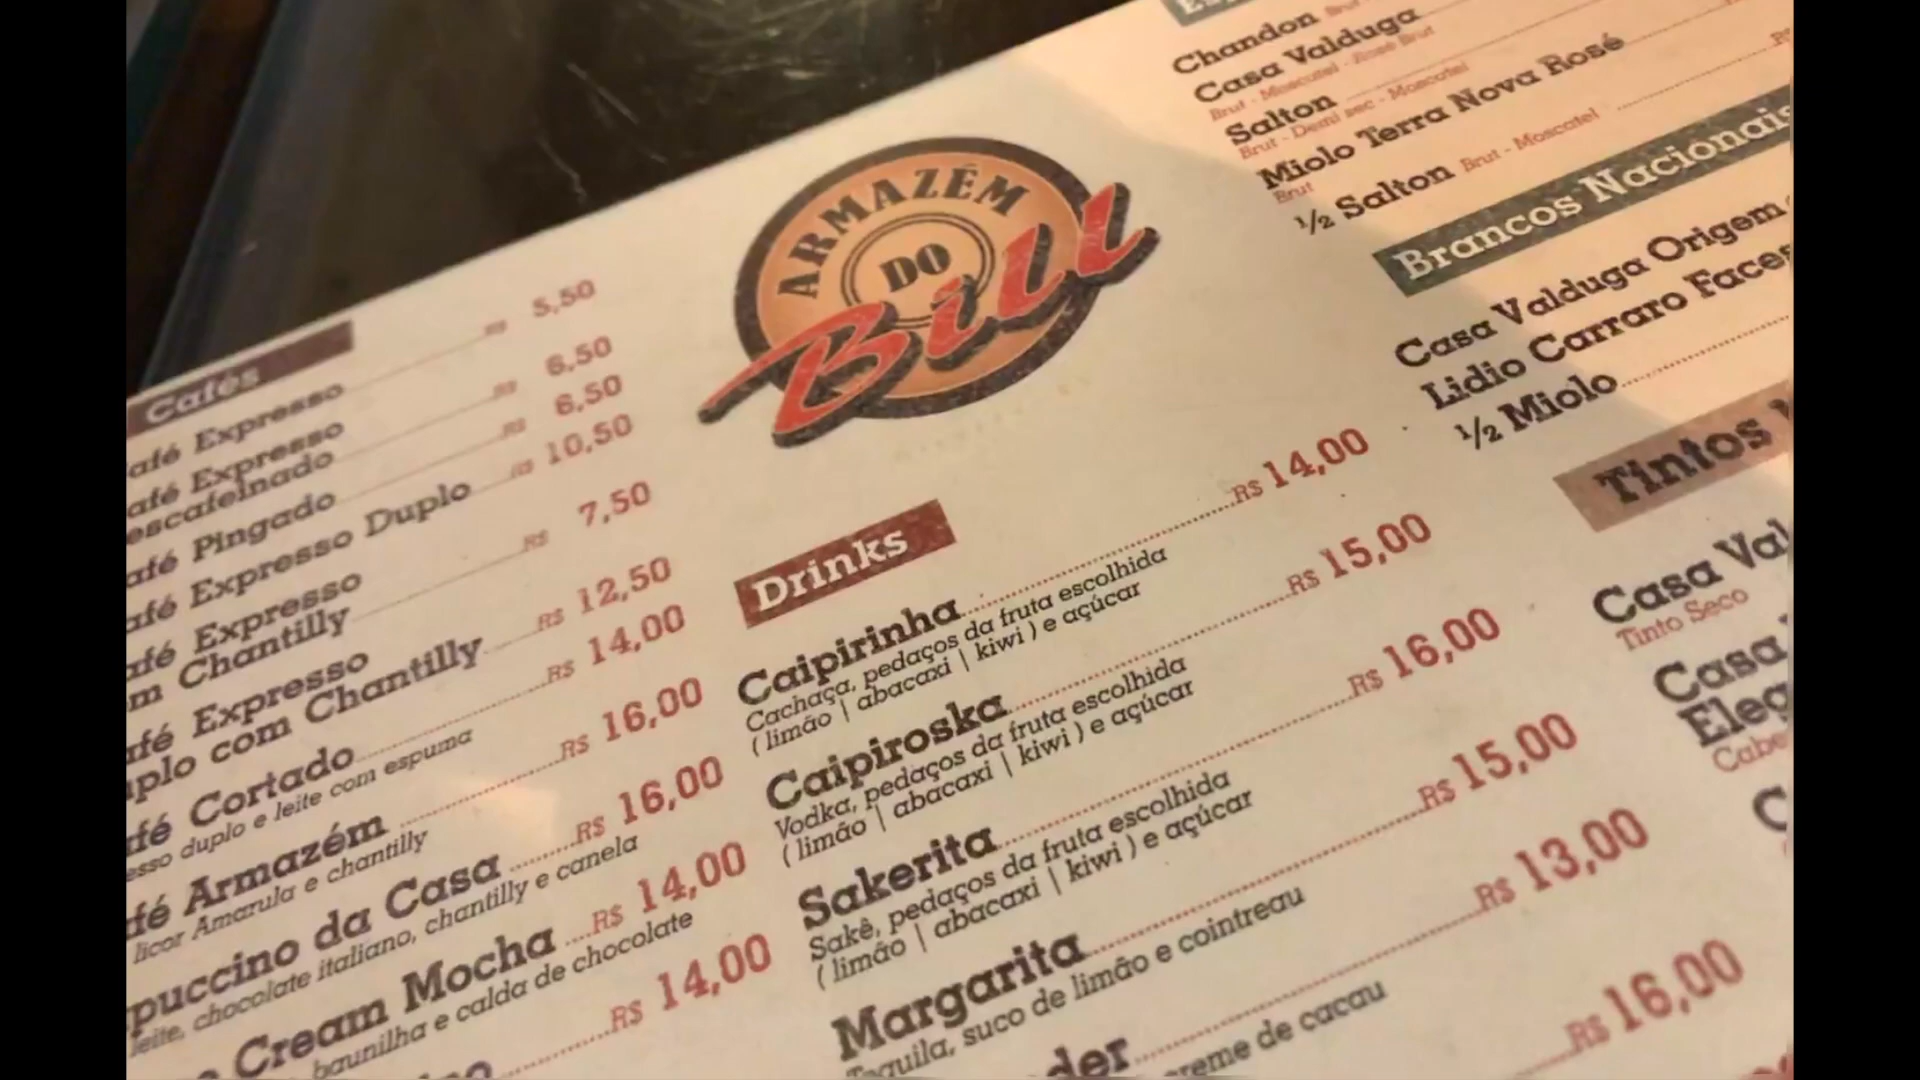 Cafés
afé Expresso R$ 5,50
afé Expresso
escafeinado R$ 6,50
afé Pingado R$ 6,50
afé Expresso Duplo R$ 10,50
afé Expresso
m Chantilly R$ 7,50
afé Expresso
uplo com Chantilly R$ 12,50
afé Cortado R$ 14,00
esso duplo e leite com espuma
afé Armazém R$ 16,00
licor Amarula e chantilly
puccino da Casa R$ 16,00
leite, chocolate italiano, chantilly e canela
Cream Mocha R$ 14,00
baunilha e calda de chocolate
R$ 14,00
ARMAZÊM
DO
Bill
Drinks
Caipirinha R$ 14,00
Cachaça, pedaços da fruta escolhida
( limão | abacaxi | kiwi ) e açúcar
Caipiroska R$ 15,00
Vodka, pedaços da fruta escolhida
( limão | abacaxi | kiwi ) e açúcar
Sakerita R$ 16,00
Sakê, pedaços da fruta escolhida
( limão | abacaxi | kiwi ) e açúcar
Margarita R$ 15,00
Tequila, suco de limão e cointreau
der R$ 13,00
creme de cacau
R$ 16,00
Chandon
Casa Valduga
Brut - Moscatel - Rosé Brut
Salton
Brut - Demi sec - Moscatel
Miolo Terra Nova Rosé
Brut
½ Salton Brut - Moscatel
Brancos Nacionais
Casa Valduga Origem
Lidio Carraro Faces
½ Miolo
Tintos
Casa Val
Tinto Seco
Casa
Eleg
Cabe